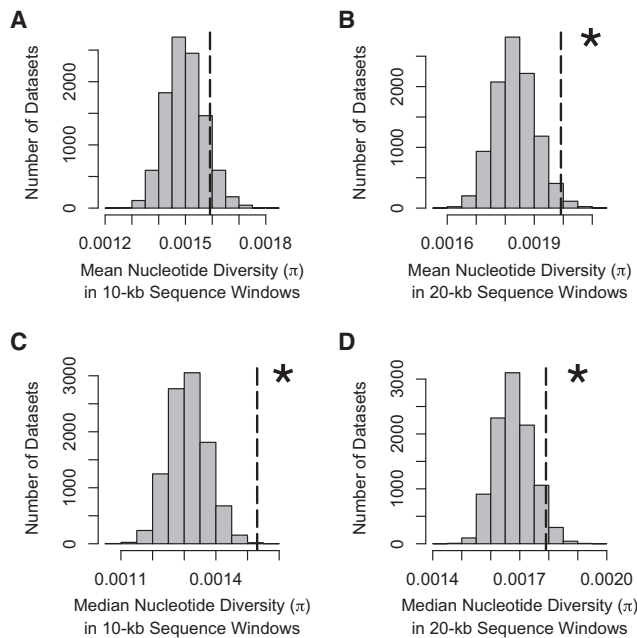 A
Number of Datasets
0
1000
2000
0.0012
0.0015
0.0018
Mean Nucleotide Diversity (π)
in 10-kb Sequence Windows
B
*
Number of Datasets
0
1000
2000
0.0016
0.0019
Mean Nucleotide Diversity (π)
in 20-kb Sequence Windows
C
*
Number of Datasets
0
1000
2000
3000
0.0011
0.0014
Median Nucleotide Diversity (π)
in 10-kb Sequence Windows
D
*
Number of Datasets
0
1000
2000
3000
0.0014
0.0017
0.0020
Median Nucleotide Diversity (π)
in 20-kb Sequence Windows